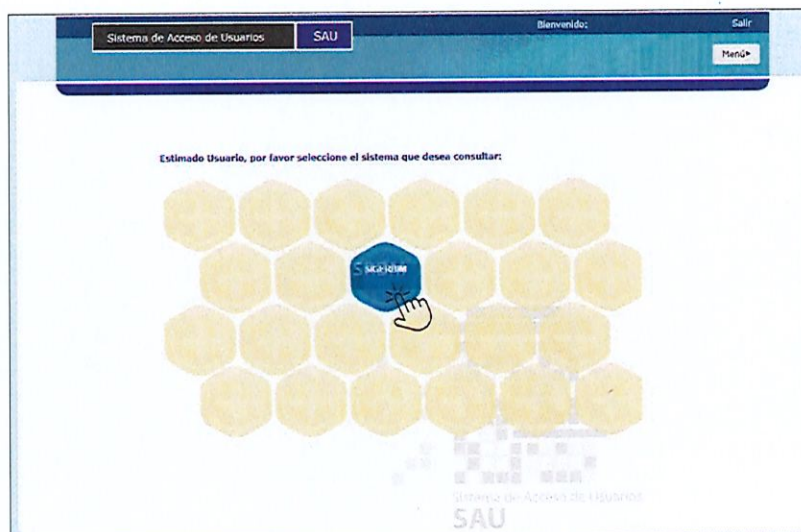 Bienvenido:
Salir
Sistema de Acceso de Usuarios
SAU
Menú
Estimado Usuario, por favor seleccione el sistema que desea consultar:
Sistema de Acceso de Usuarios
SAU